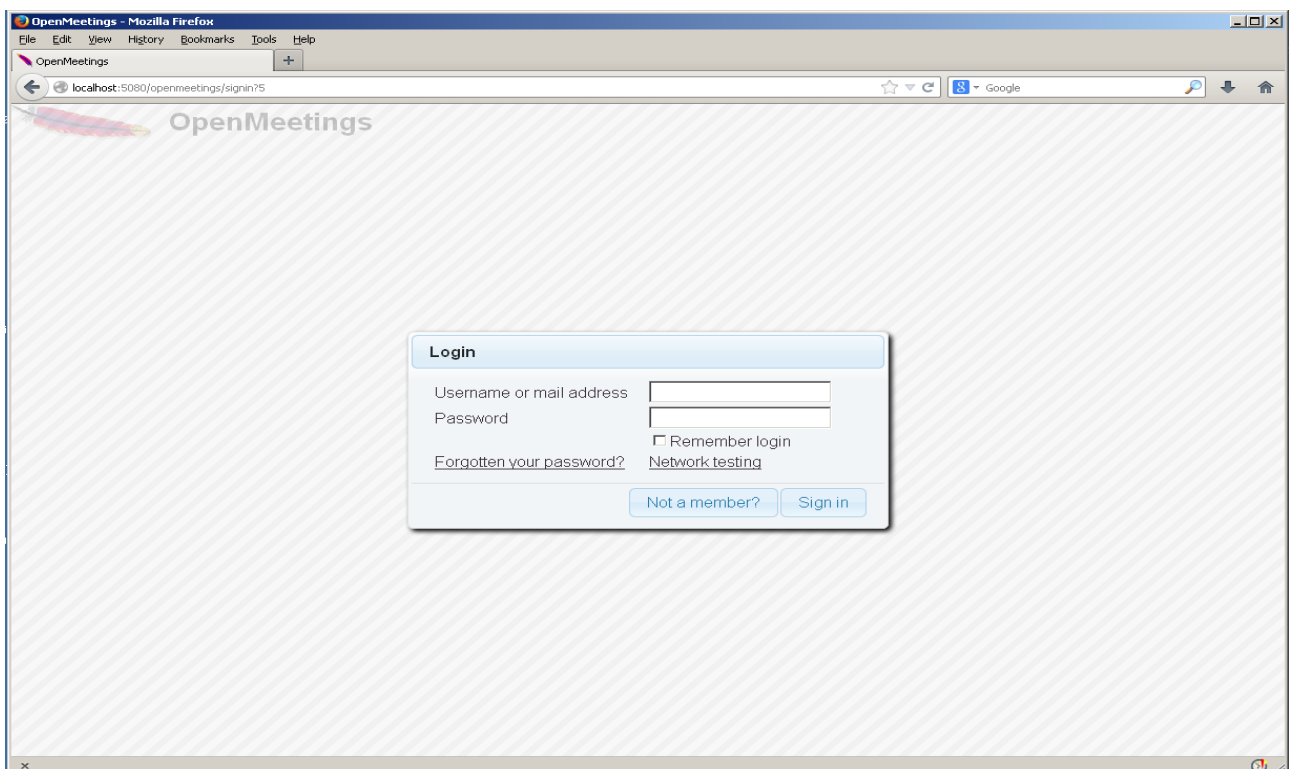 OpenMeetings - Mozilla Firefox
File Edit View History Bookmarks Tools Help
OpenMeetings
localhost:5080/openmeetings/signin?5
Google
OpenMeetings
Login
Username or mail address
Password
Remember login
Forgotten your password? Network testing
Not a member? Sign in